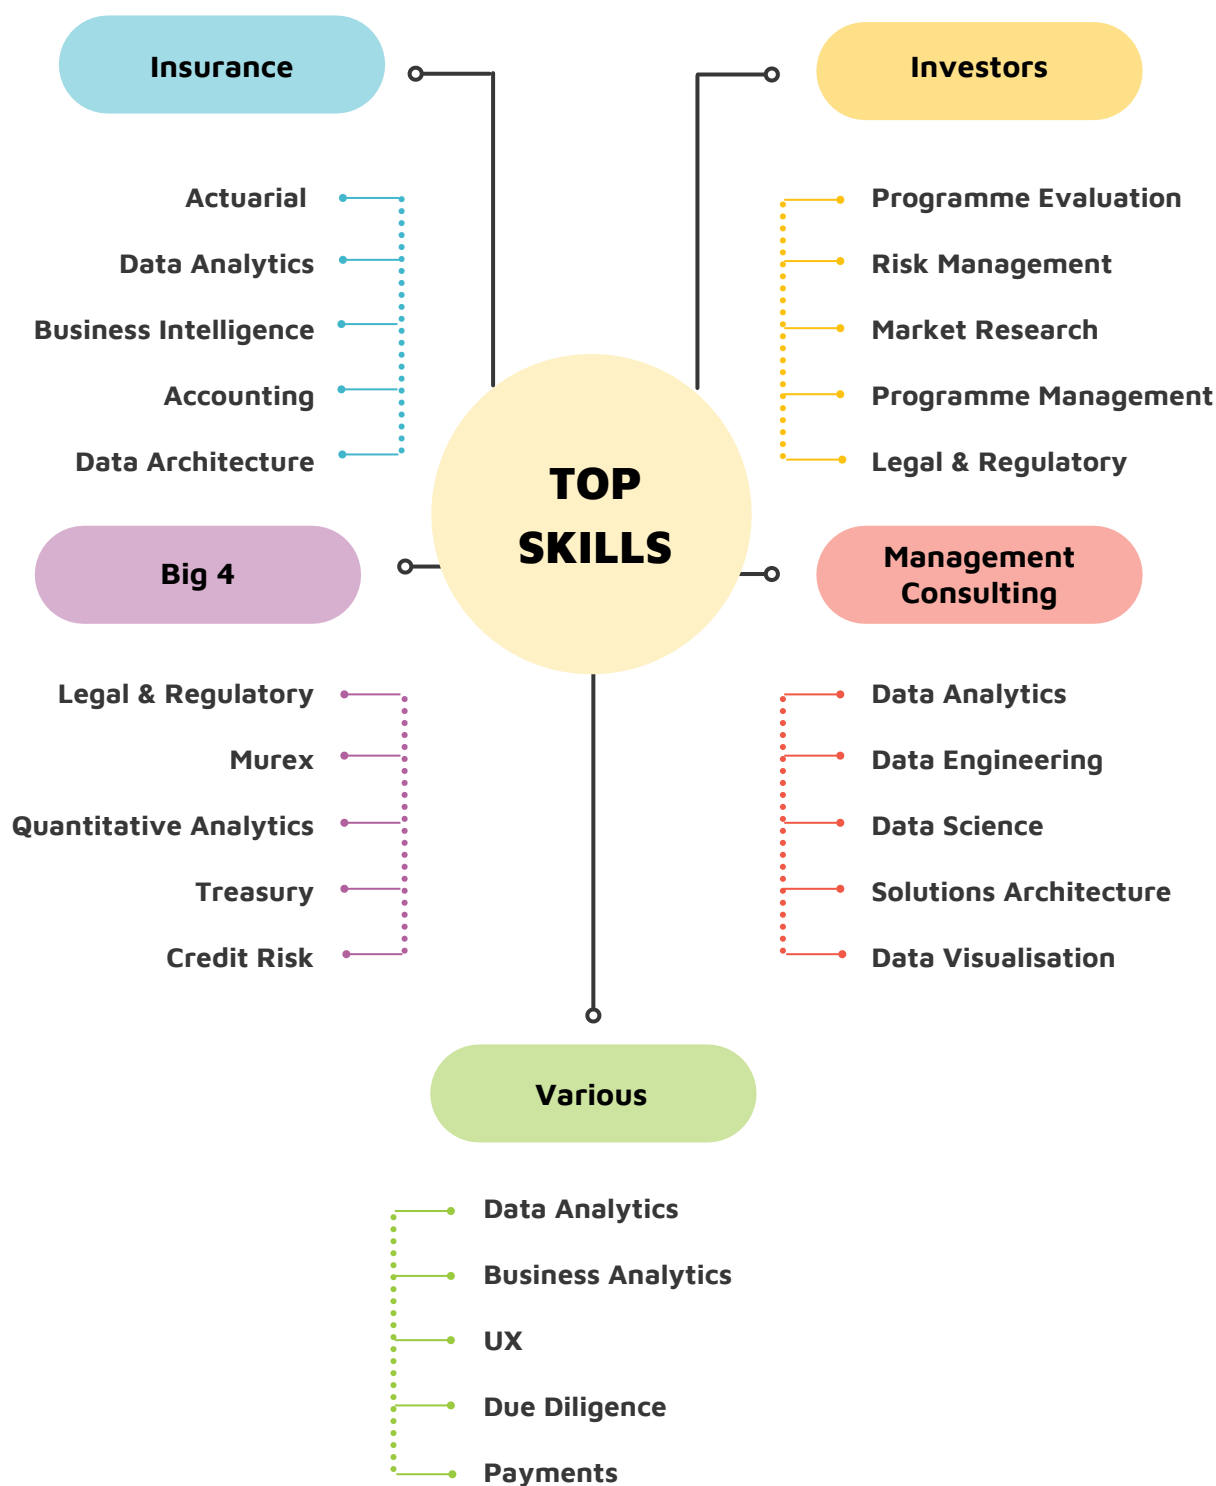 Insurance
Actuarial
Data Analytics
Business Intelligence
Accounting
Data Architecture
Investors
Programme Evaluation
Risk Management
Market Research
Programme Management
Legal & Regulatory
TOP
SKILLS
Big 4
Legal & Regulatory
Murex
Quantitative Analytics
Treasury
Credit Risk
Management
Consulting
Data Analytics
Data Engineering
Data Science
Solutions Architecture
Data Visualisation
Various
Data Analytics
Business Analytics
UX
Due Diligence
Payments